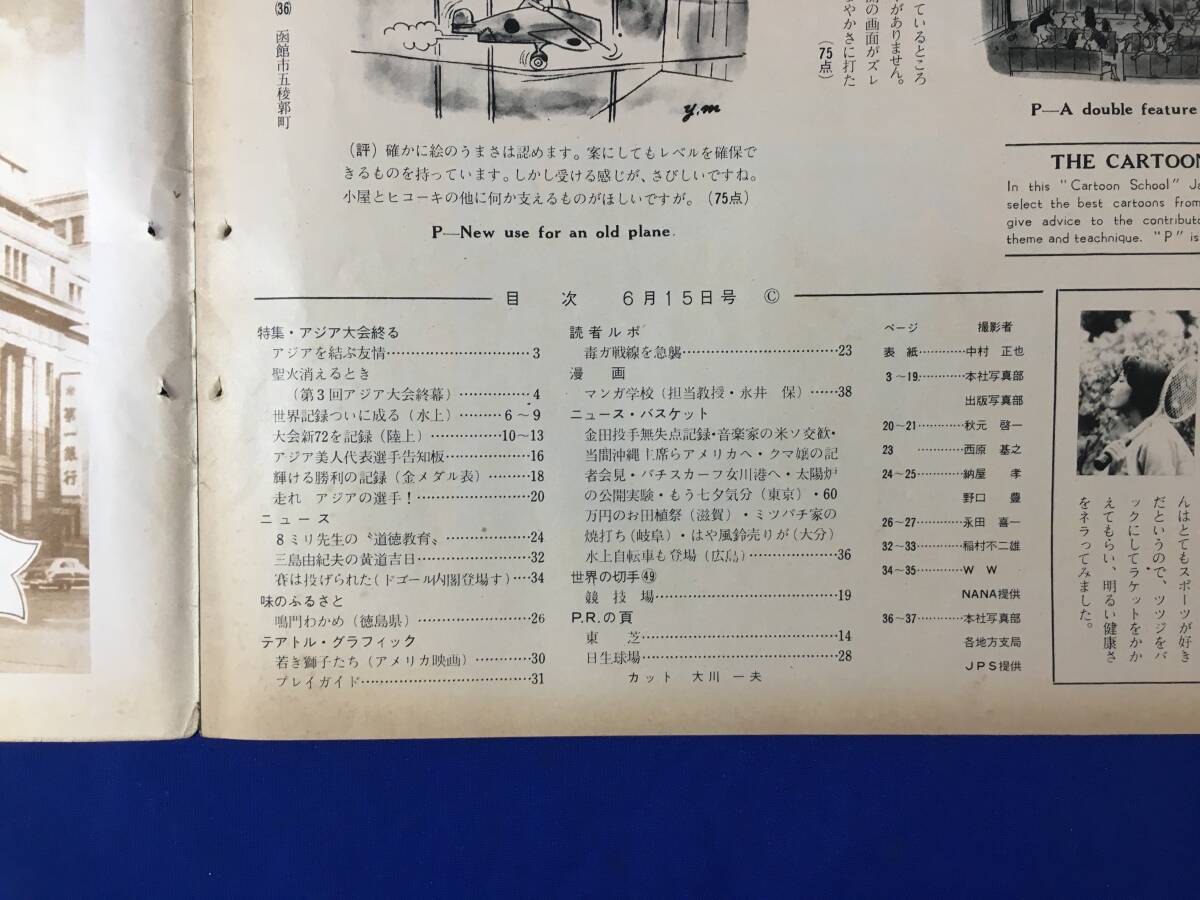 (36)
函館市五稜郭町
第一銀行
y.m
(評) 確かに絵のうまさは認めます。案にしてもレベルを確保で
きるものを持っています。しかし受ける感じが、さびしいですね。
小屋とヒコーキの他に何か支えるものがほしいですが。(75点)
P—New use for an old plane.
ているところ
がありません。
の画面がズレ
やかさに打た
(75点)
P—A double feature
THE CARTOON
In this "Cartoon School" Ja
select the best cartoons from
give advice to the contributo
theme and teachnique. "P" is
目次 6月15日号 ©
特集・アジア大会終る
アジアを結ぶ友情……3
聖火消えるとき
(第3回アジア大会終幕)……4
世界記録ついに成る(水上)……6〜9
大会新72を記録(陸上)……10〜13
アジア美人代表選手告知板……16
輝ける勝利の記録(金メダル表)……18
走れ アジアの選手!……20
ニュース
8ミリ先生の〝道徳教育〟……24
三島由紀夫の黄道吉日……32
賽は投げられた(ドゴール内閣登場す)……34
味のふるさと
鳴門わかめ(徳島県)……26
テアトル・グラフィック
若き獅子たち(アメリカ映画)……30
プレイガイド……31
読者ルポ
毒ガ戦線を急襲……23
漫画
マンガ学校(担当教授・永井 保)……38
ニュース・バスケット
金田投手無失点記録・音楽家の米ソ交歓・
当間沖縄主席らアメリカへ・クマ嬢の記
者会見・バチスカーフ女川港へ・太陽炉
の公開実験・もう七夕気分(東京)・60
万円のお田植祭(滋賀)・ミツバチ家の
焼打ち(岐阜)・はや風鈴売りが(大分)
水上自転車も登場(広島)……36
世界の切手㊾
競技場……19
P.R.の頁
東芝……14
日生球場……28
カット 大川 一夫
ページ 撮影者
表紙……中村 正也
3〜19……本社写真部
出版写真部
20〜21……秋元 啓一
23 西原 基之
24〜25……納屋 孝
野口 豊
26〜27……永田 喜一
32〜33……稲村不二雄
34〜35……W W
NANA提供
36〜37……本社写真部
各地方支局
JPS提供
んはとてもスポーツが好き
だというので、ツツジをバ
ックにしてラケットをかか
えてもらい、明るい健康さ
をネラってみました。